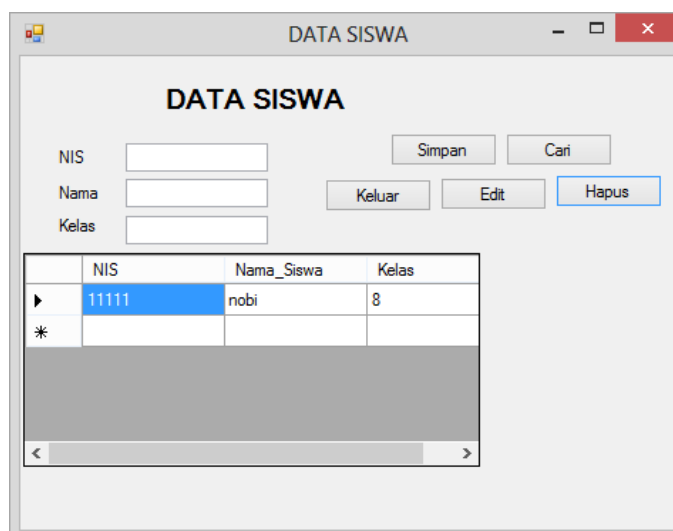 DATA SISWA
DATA SISWA
NIS
Simpan Cari
Nama
Keluar Edit Hapus
Kelas
NIS Nama_Siswa Kelas
11111 nobi 8